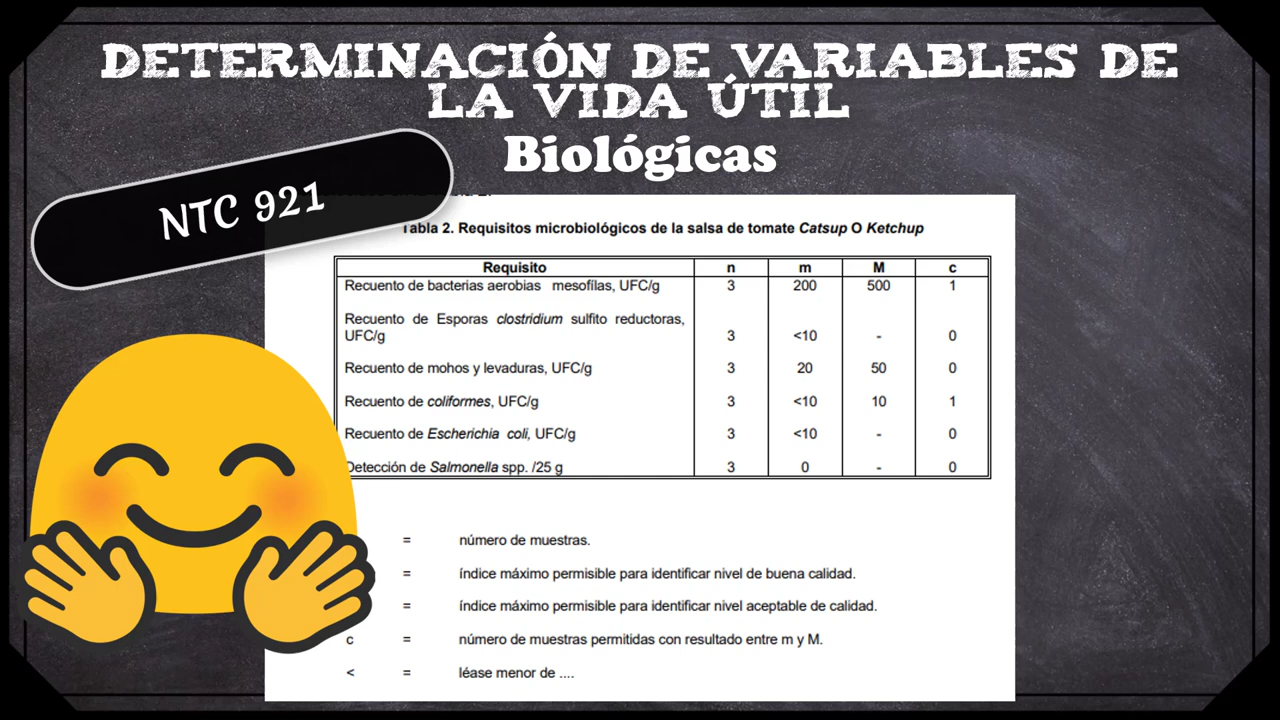 DETERMINACIÓN DE VARIABLES DE
LA VIDA ÚTIL
Biológicas
NTC 921
Tabla 2. Requisitos microbiológicos de la salsa de tomate Catsup O Ketchup
Requisito n m M c
Recuento de bacterias aerobias mesofílas, UFC/g 3 200 500 1
Recuento de Esporas clostridium sulfito reductoras,
UFC/g 3 <10 - 0
Recuento de mohos y levaduras, UFC/g 3 20 50 0
Recuento de coliformes, UFC/g 3 <10 10 1
Recuento de Escherichia coli, UFC/g 3 <10 - 0
Detección de Salmonella spp. /25 g 3 0 - 0
= número de muestras.
= índice máximo permisible para identificar nivel de buena calidad.
= índice máximo permisible para identificar nivel aceptable de calidad.
c = número de muestras permitidas con resultado entre m y M.
< = léase menor de ....